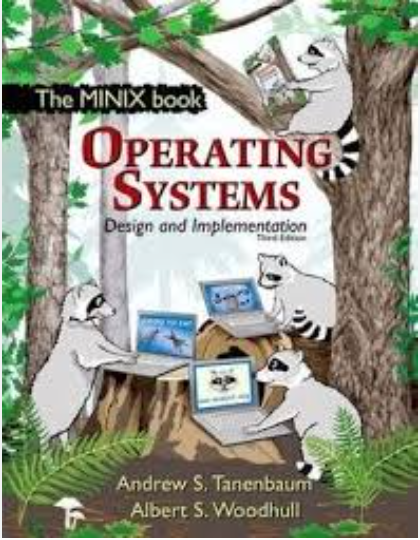 The MINIX book
OPERATING
SYSTEMS
Design and Implementation
Third Edition
Andrew S. Tanenbaum
Albert S. Woodhull